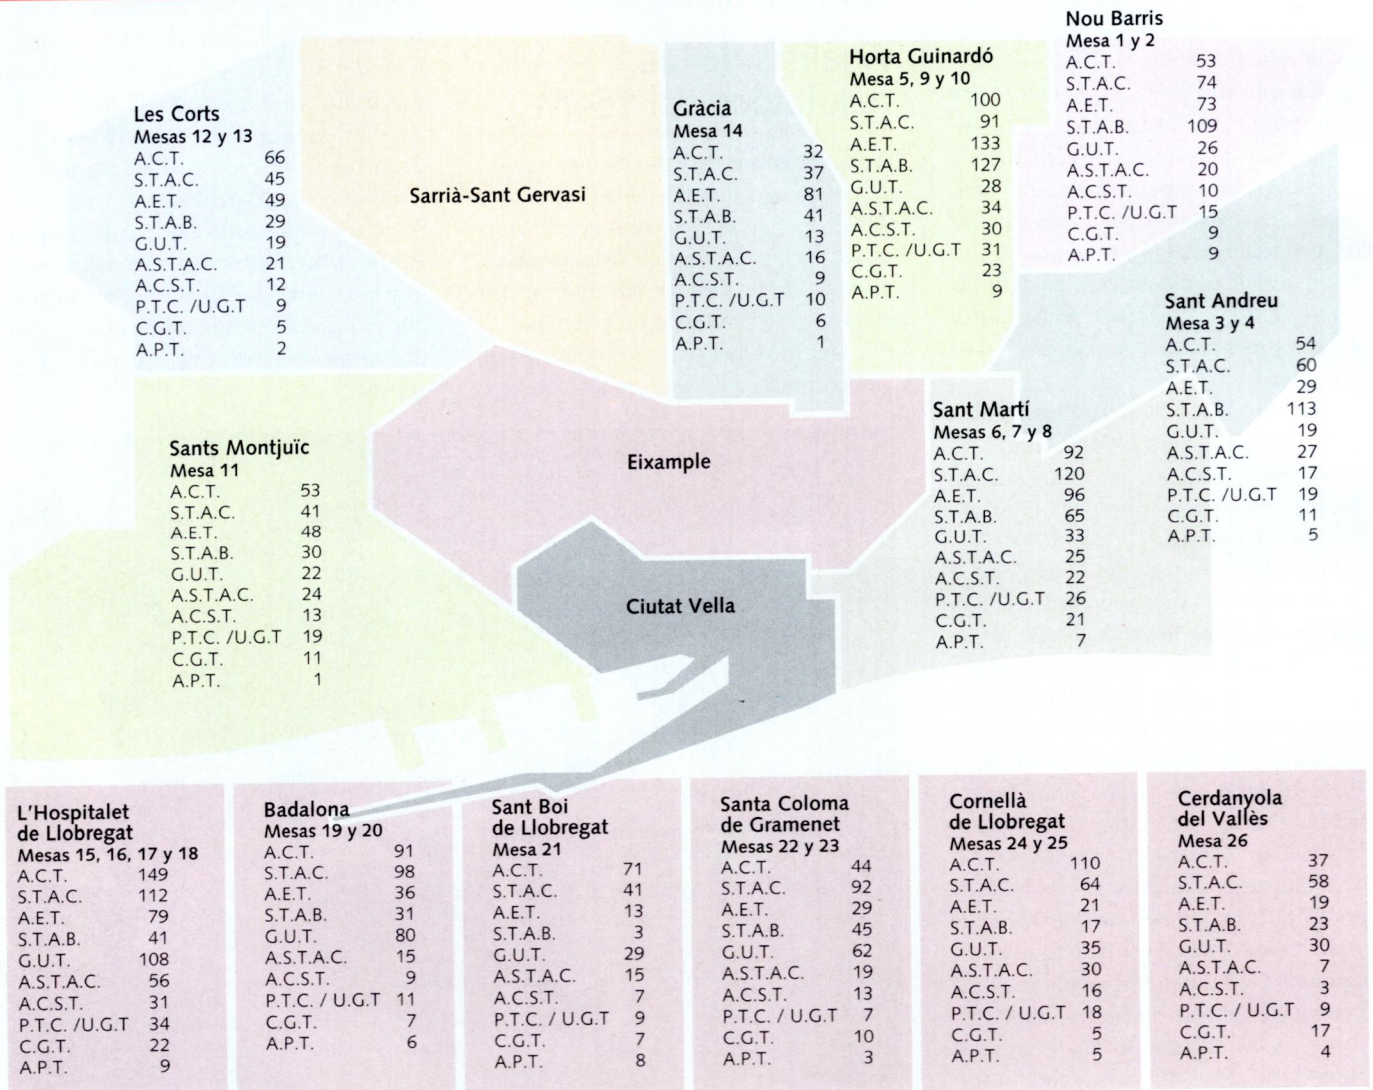 Les Corts
Mesas 12 y 13
A.C.T. 66
S.T.A.C. 45
A.E.T. 49
S.T.A.B. 29
G.U.T. 19
A.S.T.A.C. 21
A.C.S.T. 12
P.T.C. /U.G.T 9
C.G.T. 5
A.P.T. 2
Sarrià-Sant Gervasi
Gràcia
Mesa 14
A.C.T. 32
S.T.A.C. 37
A.E.T. 81
S.T.A.B. 41
G.U.T. 13
A.S.T.A.C. 16
A.C.S.T. 9
P.T.C. /U.G.T 10
C.G.T. 6
A.P.T. 1
Horta Guinardó
Mesa 5, 9 y 10
A.C.T. 100
S.T.A.C. 91
A.E.T. 133
S.T.A.B. 127
G.U.T. 28
A.S.T.A.C. 34
A.C.S.T. 30
P.T.C. /U.G.T 31
C.G.T. 23
A.P.T. 9
Nou Barris
Mesa 1 y 2
A.C.T. 53
S.T.A.C. 74
A.E.T. 73
S.T.A.B. 109
G.U.T. 26
A.S.T.A.C. 20
A.C.S.T. 10
P.T.C. /U.G.T 15
C.G.T. 9
A.P.T. 9
Sant Andreu
Mesa 3 y 4
A.C.T. 54
S.T.A.C. 60
A.E.T. 29
S.T.A.B. 113
G.U.T. 19
A.S.T.A.C. 27
A.C.S.T. 17
P.T.C. /U.G.T 19
C.G.T. 11
A.P.T. 5
Sants Montjuïc
Mesa 11
A.C.T. 53
S.T.A.C. 41
A.E.T. 48
S.T.A.B. 30
G.U.T. 22
A.S.T.A.C. 24
A.C.S.T. 13
P.T.C. /U.G.T 19
C.G.T. 11
A.P.T. 1
Eixample
Ciutat Vella
Sant Martí
Mesas 6, 7 y 8
A.C.T. 92
S.T.A.C. 120
A.E.T. 96
S.T.A.B. 65
G.U.T. 33
A.S.T.A.C. 25
A.C.S.T. 22
P.T.C. /U.G.T 26
C.G.T. 21
A.P.T. 7
L'Hospitalet
de Llobregat
Mesas 15, 16, 17 y 18
A.C.T. 149
S.T.A.C. 112
A.E.T. 79
S.T.A.B. 41
G.U.T. 108
A.S.T.A.C. 56
A.C.S.T. 31
P.T.C. /U.G.T 34
C.G.T. 22
A.P.T. 9
Badalona
Mesas 19 y 20
A.C.T. 91
S.T.A.C. 98
A.E.T. 36
S.T.A.B. 31
G.U.T. 80
A.S.T.A.C. 15
A.C.S.T. 9
P.T.C. / U.G.T 11
C.G.T. 7
A.P.T. 6
Sant Boi
de Llobregat
Mesa 21
A.C.T. 71
S.T.A.C. 41
A.E.T. 13
S.T.A.B. 3
G.U.T. 29
A.S.T.A.C. 15
A.C.S.T. 7
P.T.C. / U.G.T 9
C.G.T. 7
A.P.T. 8
Santa Coloma
de Gramenet
Mesas 22 y 23
A.C.T. 44
S.T.A.C. 92
A.E.T. 29
S.T.A.B. 45
G.U.T. 62
A.S.T.A.C. 19
A.C.S.T. 13
P.T.C. / U.G.T 7
C.G.T. 10
A.P.T. 3
Cornellà
de Llobregat
Mesas 24 y 25
A.C.T. 110
S.T.A.C. 64
A.E.T. 21
S.T.A.B. 17
G.U.T. 35
A.S.T.A.C. 30
A.C.S.T. 16
P.T.C. / U.G.T 18
C.G.T. 5
A.P.T. 5
Cerdanyola
del Vallès
Mesa 26
A.C.T. 37
S.T.A.C. 58
A.E.T. 19
S.T.A.B. 23
G.U.T. 30
A.S.T.A.C. 7
A.C.S.T. 3
P.T.C. / U.G.T 9
C.G.T. 17
A.P.T. 4